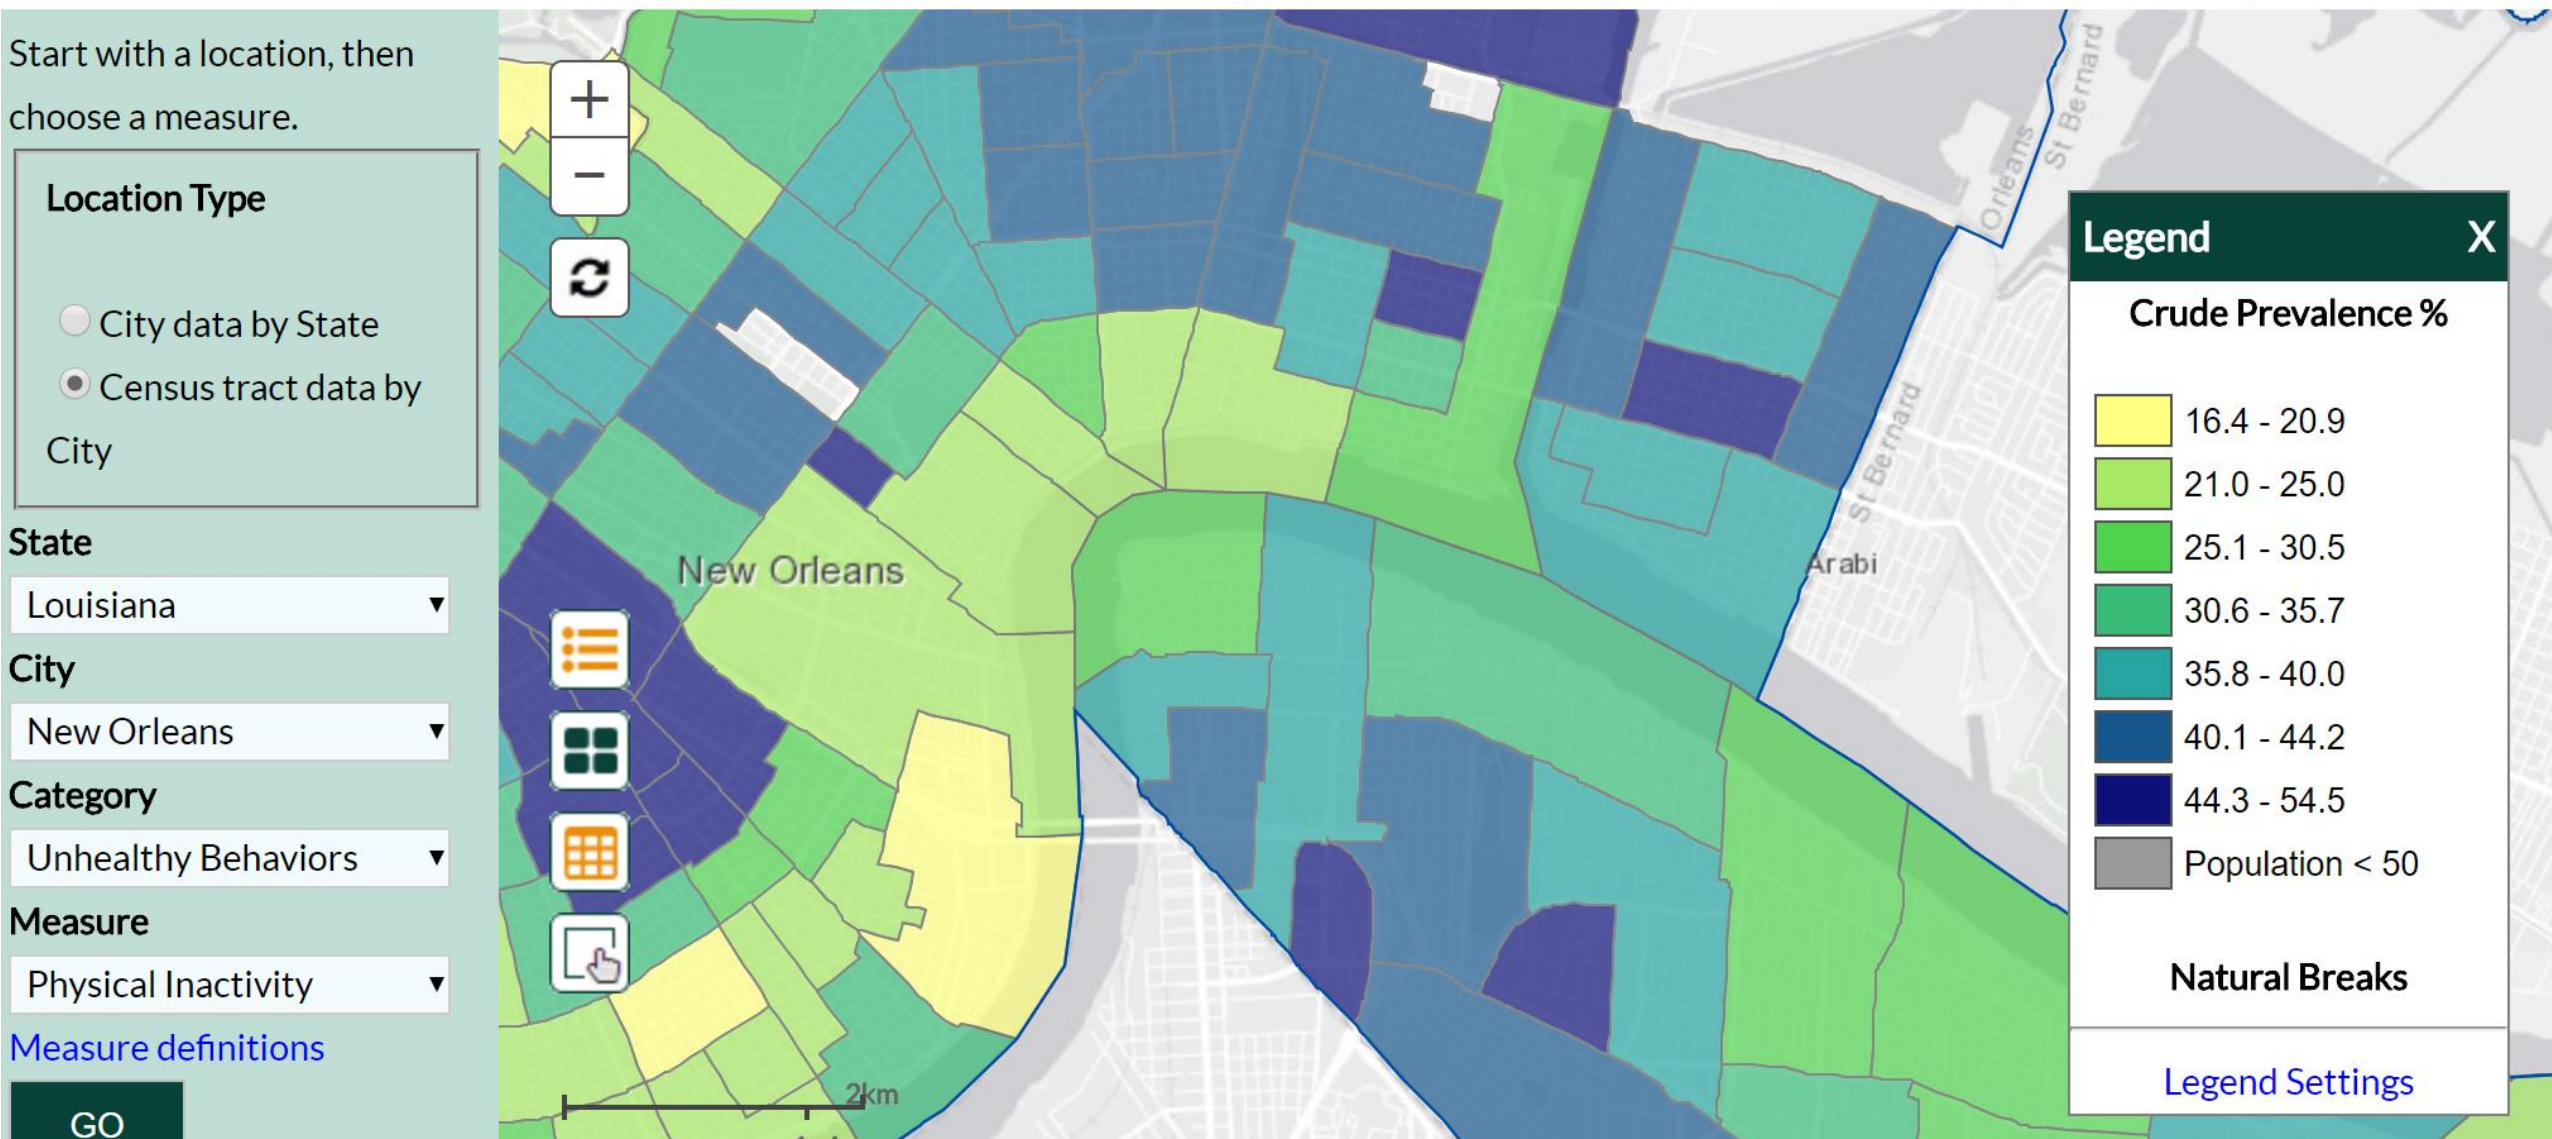 Start with a location, then
choose a measure.
Location Type
City data by State
Census tract data by
City
State
Louisiana
City
New Orleans
Category
Unhealthy Behaviors
Measure
Physical Inactivity
Measure definitions
GO
+
−
New Orleans
2km
Orleans
St Bernard
St Bernard
Arabi
Legend X
Crude Prevalence %
16.4 - 20.9
21.0 - 25.0
25.1 - 30.5
30.6 - 35.7
35.8 - 40.0
40.1 - 44.2
44.3 - 54.5
Population < 50
Natural Breaks
Legend Settings